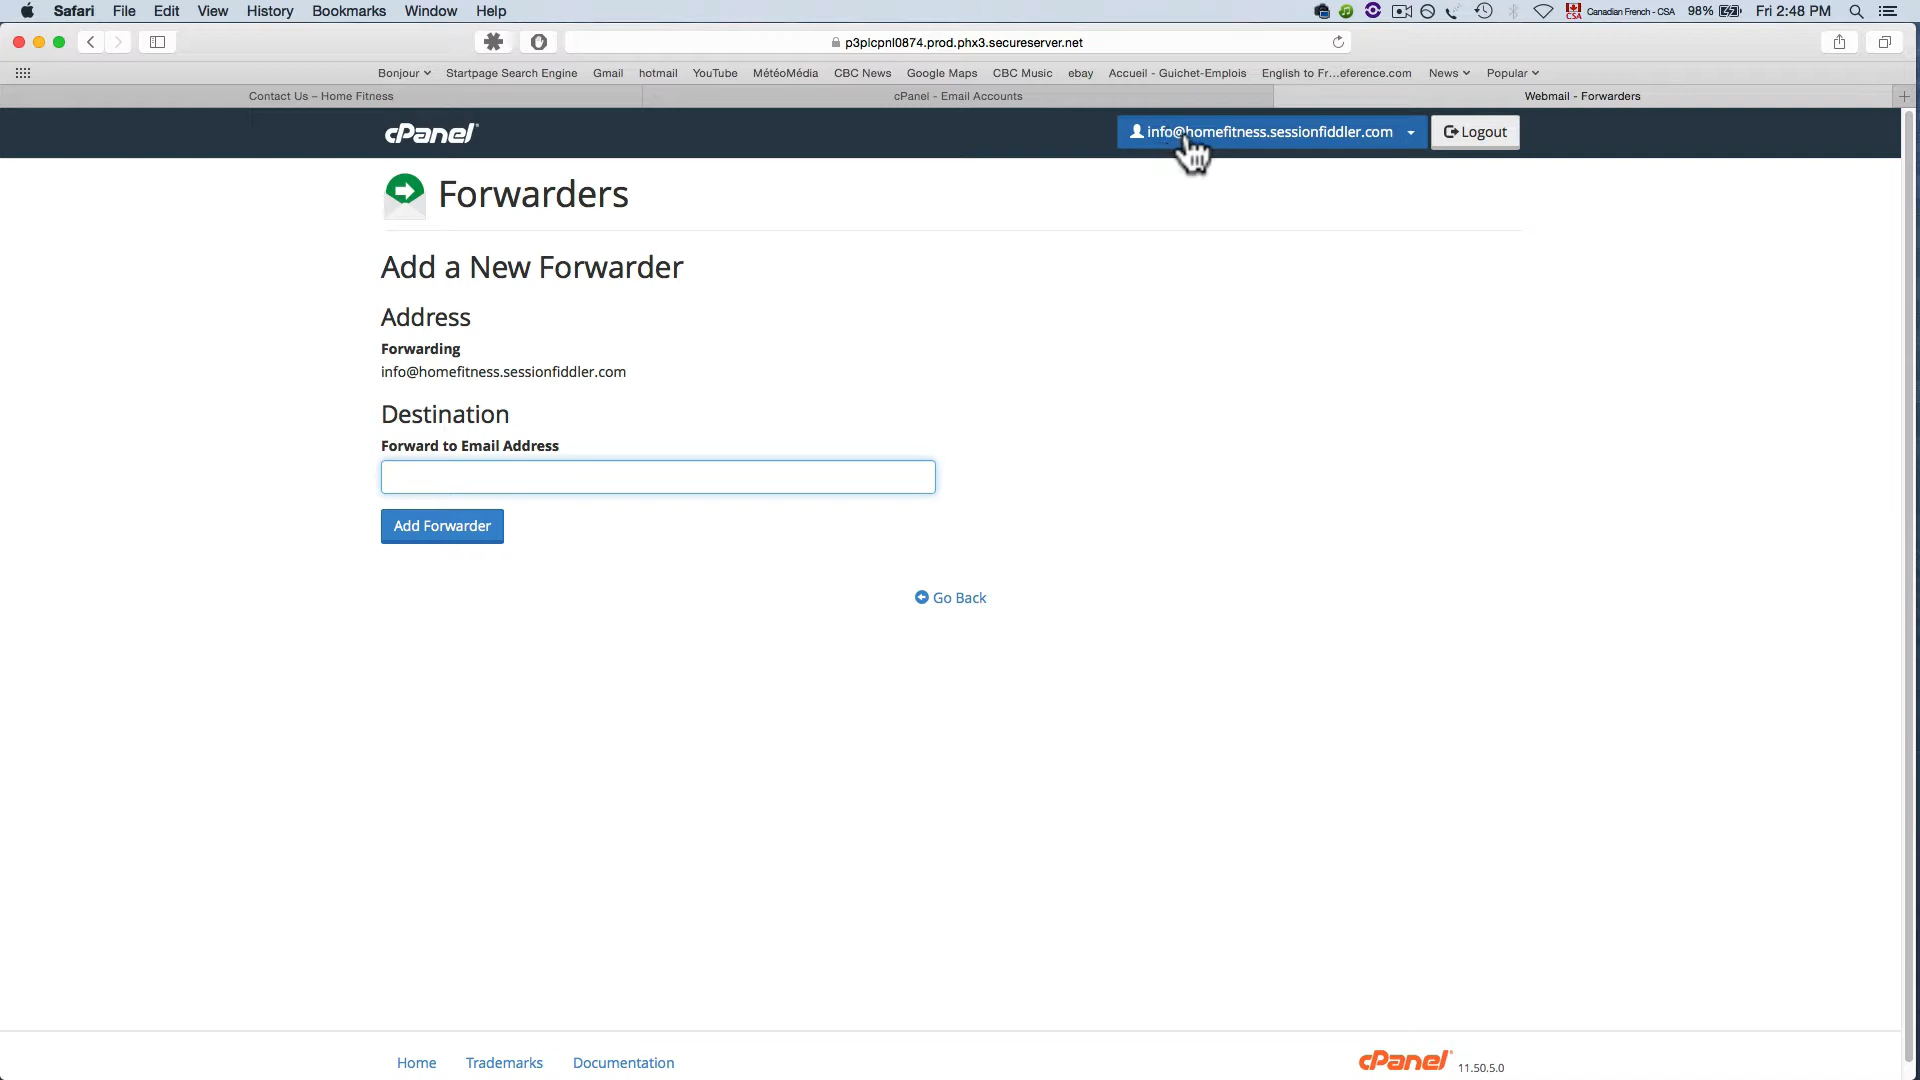 Safari File Edit View History Bookmarks Window Help Canadian French - CSA 98% Fri 2:48 PM
p3plcpnl0874.prod.phx3.secureserver.net
Bonjour Startpage Search Engine Gmail hotmail YouTube MétéoMédia CBC News Google Maps CBC Music ebay Accueil - Guichet-Emplois English to Fr...eference.com News Popular
Contact Us – Home Fitness cPanel - Email Accounts Webmail - Forwarders
cPanel info@homefitness.sessionfiddler.com Logout
Forwarders
Add a New Forwarder
Address
Forwarding
info@homefitness.sessionfiddler.com
Destination
Forward to Email Address
Add Forwarder
Go Back
Home Trademarks Documentation cPanel 11.50.5.0